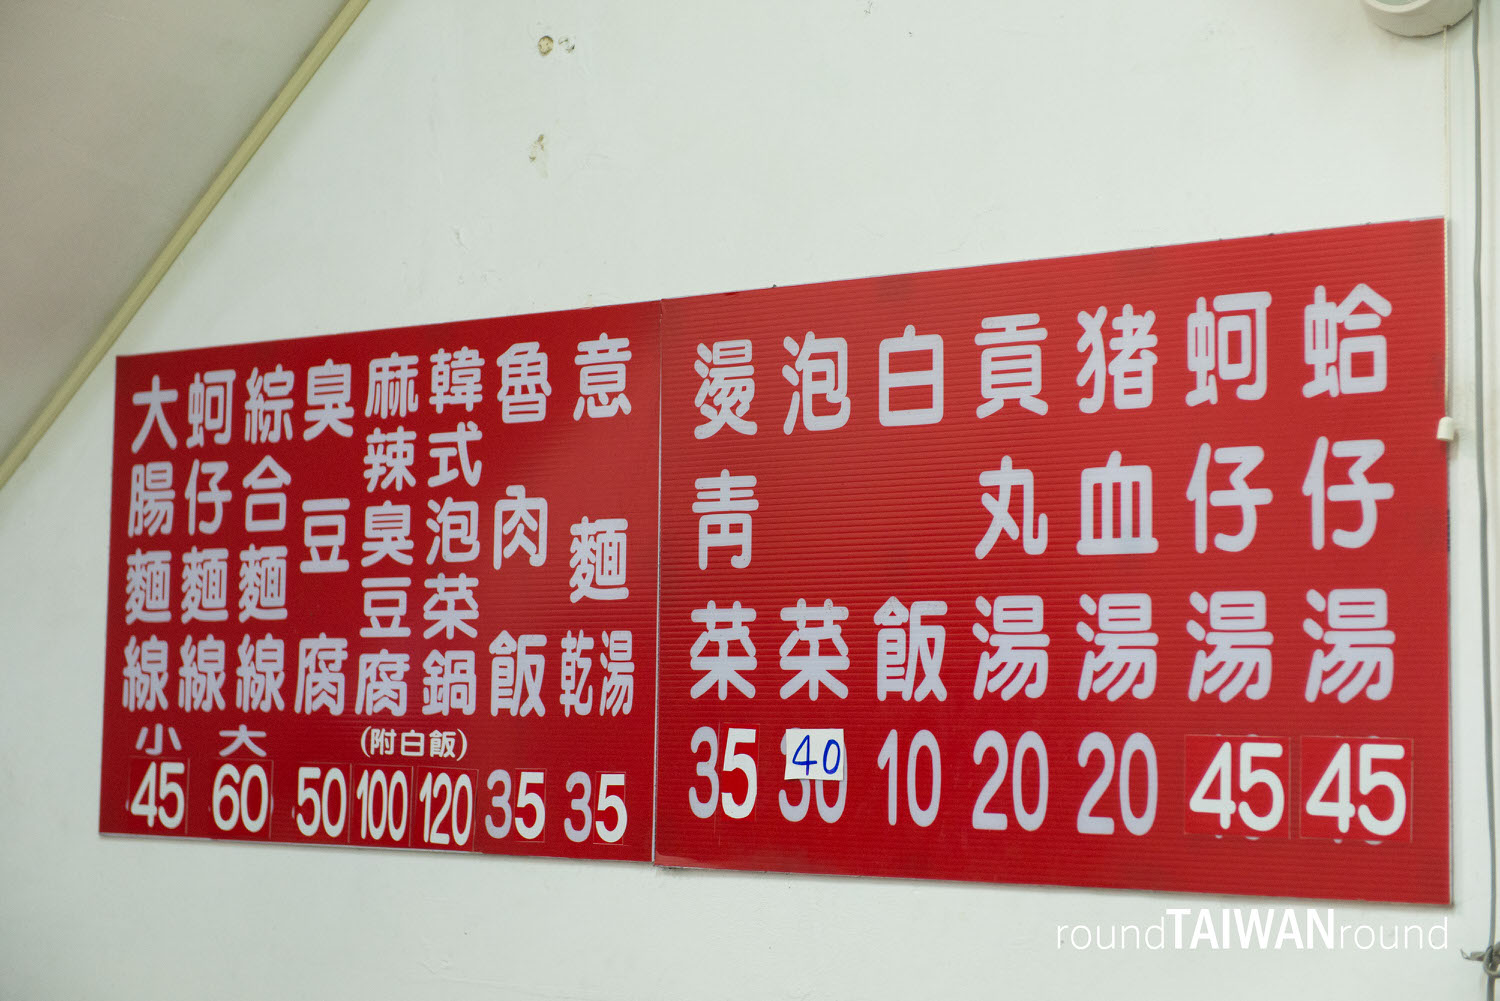 蛤仔湯 45
蚵仔湯 45
猪血湯 20
貢丸湯 20
白飯 10
泡菜 40
燙青菜 35
意麵 乾湯 35
魯肉飯 35
韓式泡菜鍋 120
麻辣臭豆腐 100
(附白飯)
臭豆腐 50
綜合麵線
蚵仔麵線
大腸麵線
小 45
大 60
roundTAIWANround